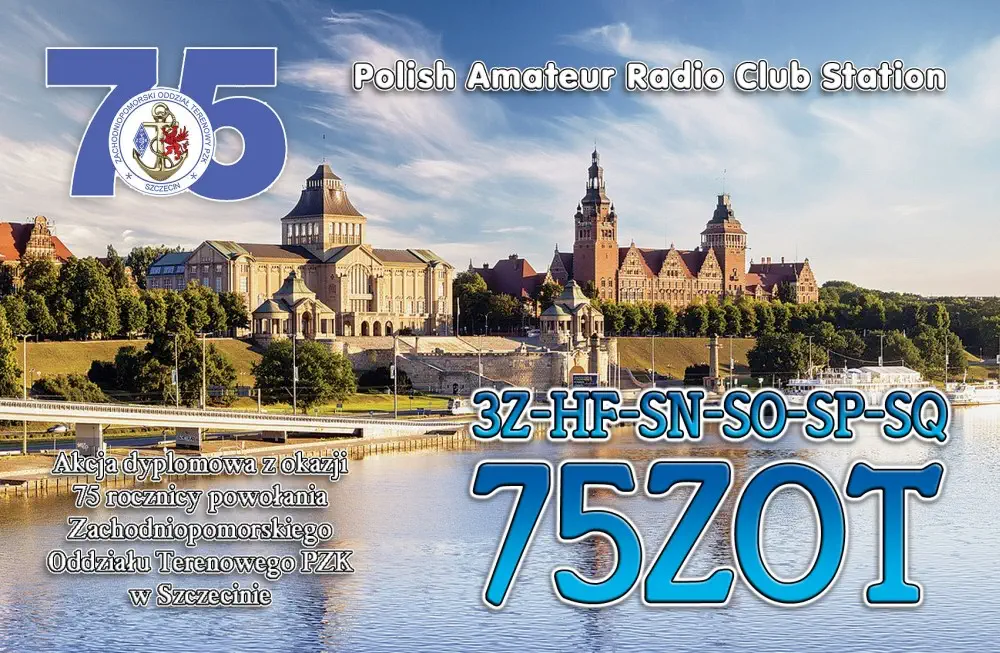 75
ZACHODNIOPOMORSKI ODDZIAŁ TERENOWY PZK
* SZCZECIN *
Polish Amateur Radio Club Station
3Z-HF-SN-SO-SP-SQ
75ZOT
Akcja dyplomowa z okazji
75 rocznicy powołania
Zachodniopomorskiego
Oddziału Terenowego PZK
w Szczecinie